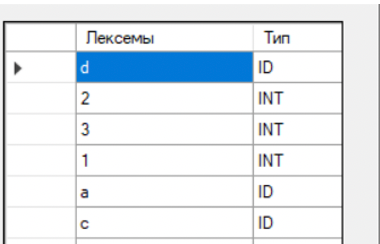 Лексемы Тип
d ID
2 INT
3 INT
1 INT
a ID
c ID